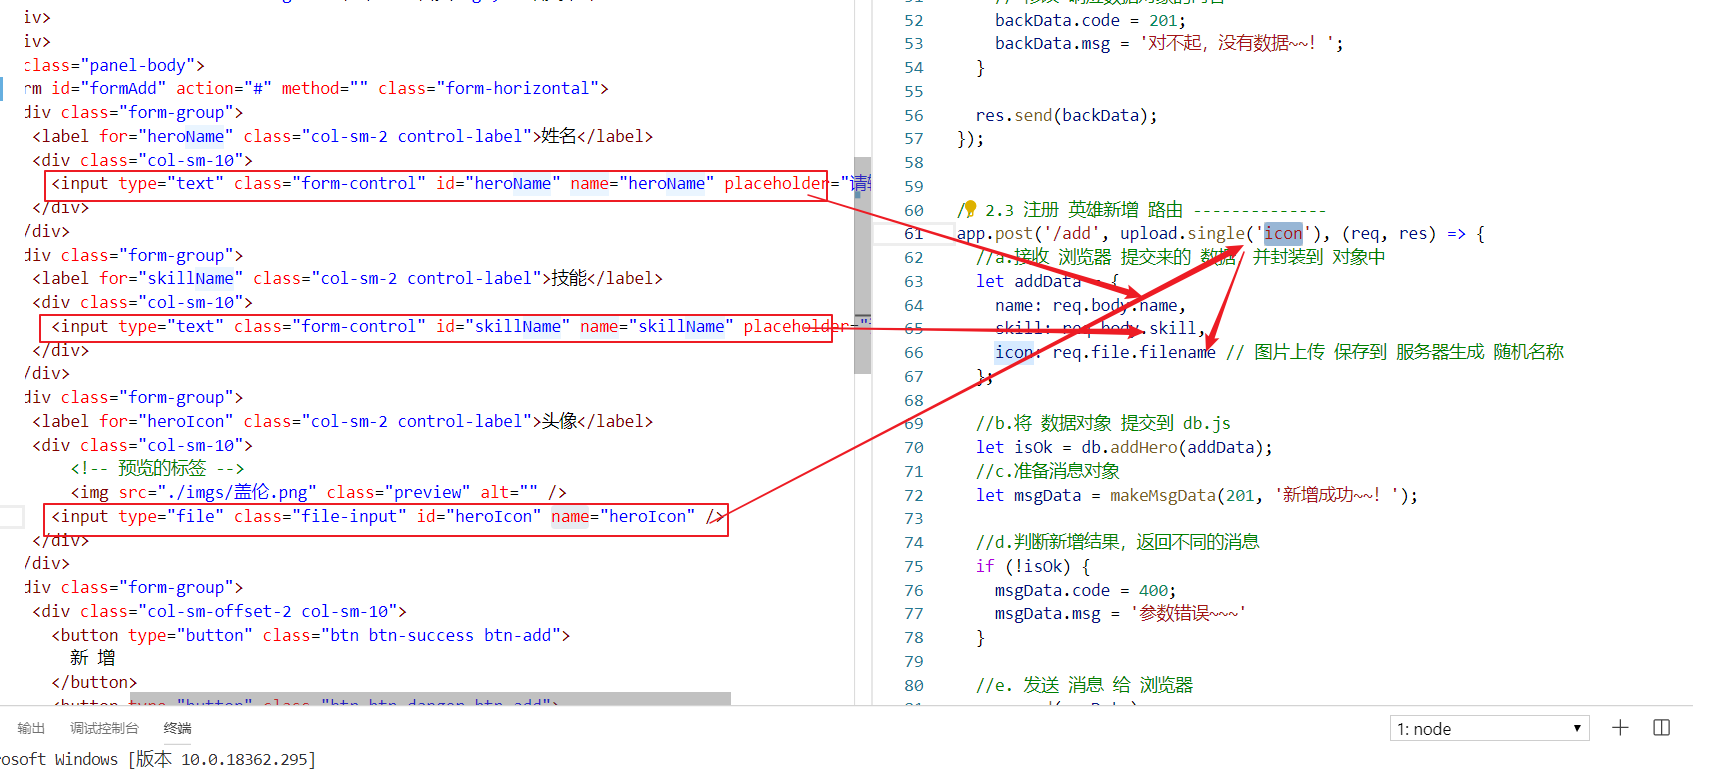 iv>
iv>
class="panel-body">
rm id="formAdd" action="#" method="" class="form-horizontal">
div class="form-group">
<label for="heroName" class="col-sm-2 control-label">姓名</label>
<div class="col-sm-10">
<input type="text" class="form-control" id="heroName" name="heroName" placeholder="请
</div>
/div>
div class="form-group">
<label for="skillName" class="col-sm-2 control-label">技能</label>
<div class="col-sm-10">
<input type="text" class="form-control" id="skillName" name="skillName" placeholder="
</div>
/div>
div class="form-group">
<label for="heroIcon" class="col-sm-2 control-label">头像</label>
<div class="col-sm-10">
<!-- 预览的标签 -->
<img src="./imgs/盖伦.png" class="preview" alt="" />
<input type="file" class="file-input" id="heroIcon" name="heroIcon" />
</div>
/div>
div class="form-group">
<div class="col-sm-offset-2 col-sm-10">
<button type="button" class="btn btn-success btn-add">
新 增
</button>
<button type="button" class="btn btn-danger btn-add">
52 backData.code = 201;
53 backData.msg = '对不起，没有数据~~！';
54 }
55
56 res.send(backData);
57 });
58
59
60 // 2.3 注册 英雄新增 路由 --------------
61 app.post('/add', upload.single('icon'), (req, res) => {
62 //a.接收 浏览器 提交来的 数据，并封装到 对象中
63 let addData = {
64 name: req.body.name,
65 skill: req.body.skill,
66 icon: req.file.filename // 图片上传 保存到 服务器生成 随机名称
67 };
68
69 //b.将 数据对象 提交到 db.js
70 let isOk = db.addHero(addData);
71 //c.准备消息对象
72 let msgData = makeMsgData(201, '新增成功~~！');
73
74 //d.判断新增结果，返回不同的消息
75 if (!isOk) {
76 msgData.code = 400;
77 msgData.msg = '参数错误~~~'
78 }
79
80 //e. 发送 消息 给 浏览器
输出 调试控制台 终端
1: node
rosoft Windows [版本 10.0.18362.295]